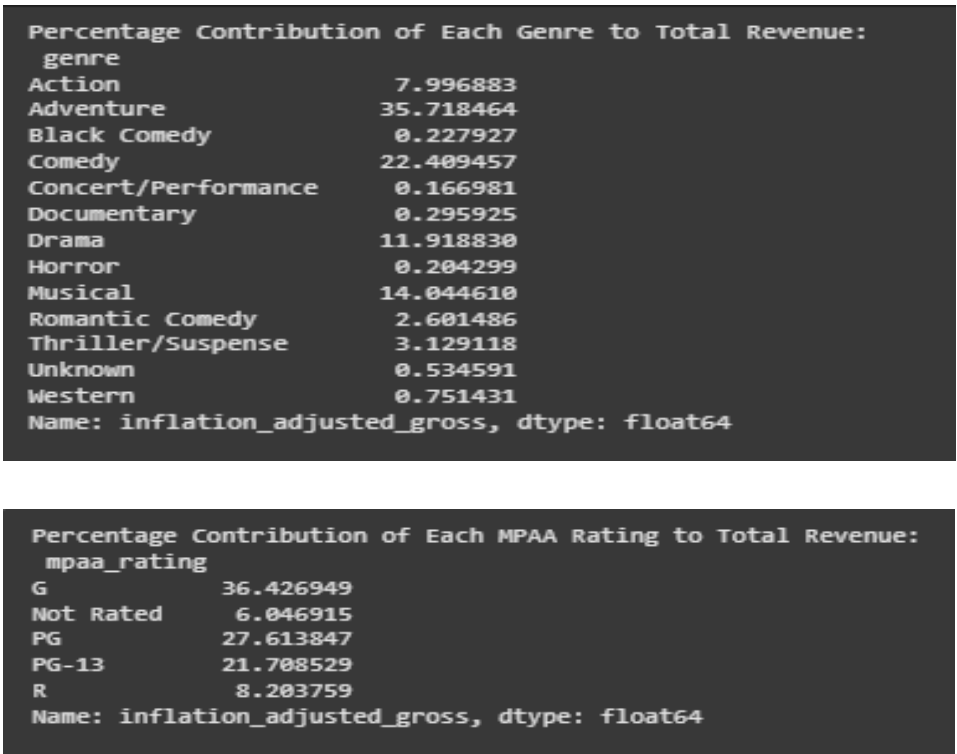 Percentage Contribution of Each Genre to Total Revenue:
genre
Action 7.996883
Adventure 35.718464
Black Comedy 0.227927
Comedy 22.409457
Concert/Performance 0.166981
Documentary 0.295925
Drama 11.918830
Horror 0.204299
Musical 14.044610
Romantic Comedy 2.601486
Thriller/Suspense 3.129118
Unknown 0.534591
Western 0.751431
Name: inflation_adjusted_gross, dtype: float64
Percentage Contribution of Each MPAA Rating to Total Revenue:
mpaa_rating
G 36.426949
Not Rated 6.046915
PG 27.613847
PG-13 21.708529
R 8.203759
Name: inflation_adjusted_gross, dtype: float64